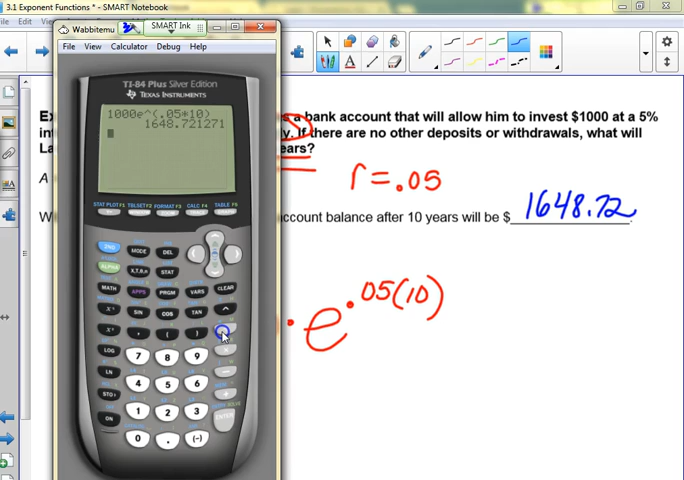 3.1 Exponent Functions * - SMART Notebook
Wabbitemu
SMART Ink
File View Calculator Debug Help
TI-84 Plus Silver Edition
TEXAS INSTRUMENTS
1000e^(.05*10)
1648.721271
STAT PLOT F1 TBLSET F2 FORMAT F3 CALC F4 TABLE F5
2ND MODE DEL
ALPHA X,T,θ,n STAT
MATH APPS PRGM VARS CLEAR
SIN COS TAN ^
, ( )
LOG 7 8 9 ×
LN 4 5 6 −
STO 1 2 3 +
ON 0 . (-) ENTER
Ex
s a bank account that will allow him to invest $1000 at a 5%
int
y. If there are no other deposits or withdrawals, what will
La
ears?
A
r = .05
W
account balance after 10 years will be $ 1648.72.
· e^.05(10)